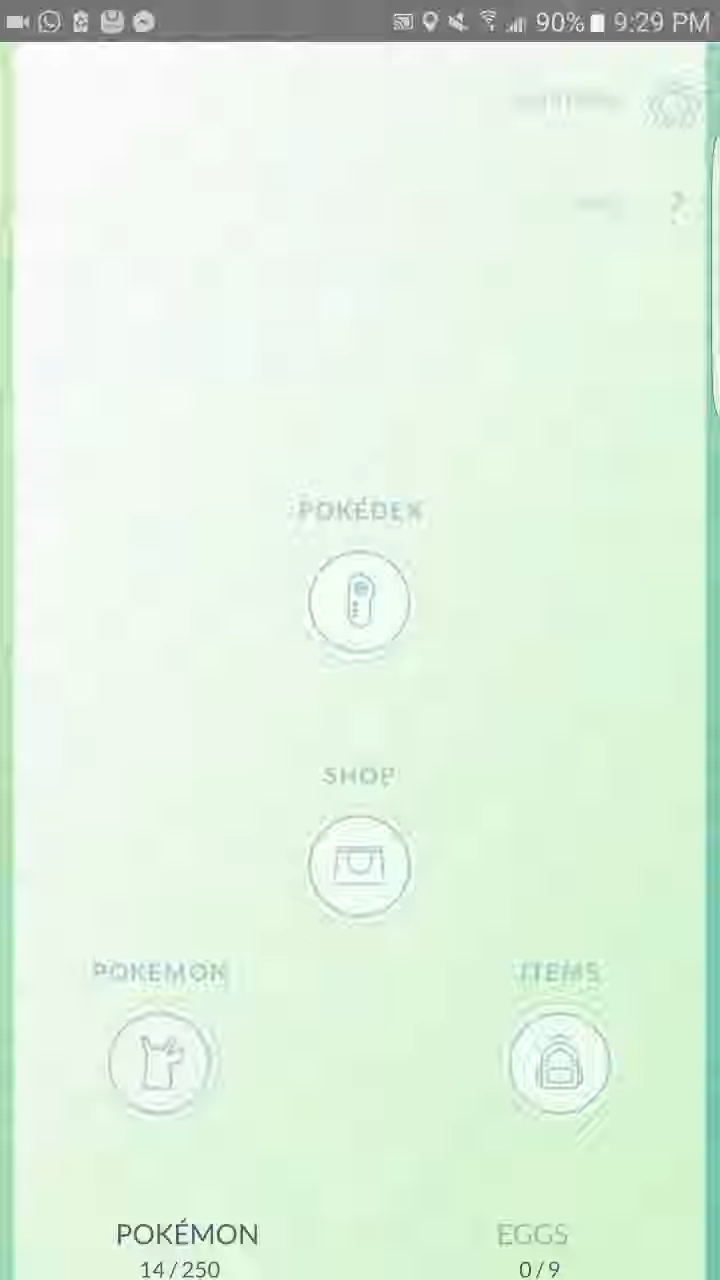 90% 9:29 PM
POKÉDEX
SHOP
POKEMON ITEMS
POKÉMON EGGS
14/250 0/9